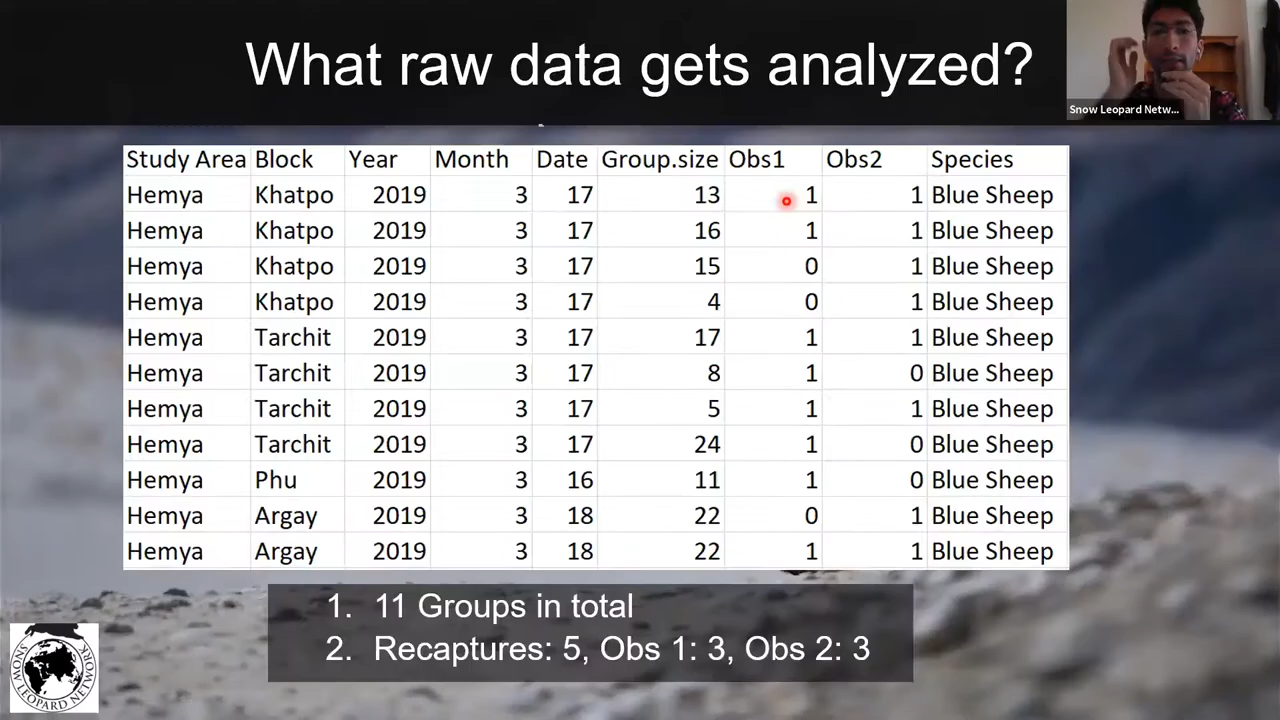 What raw data gets analyzed?
Snow Leopard Netw...
Study Area Block Year Month Date Group.size Obs1 Obs2 Species
Hemya Khatpo 2019 3 17 13 1 1 Blue Sheep
Hemya Khatpo 2019 3 17 16 1 1 Blue Sheep
Hemya Khatpo 2019 3 17 15 0 1 Blue Sheep
Hemya Khatpo 2019 3 17 4 0 1 Blue Sheep
Hemya Tarchit 2019 3 17 17 1 1 Blue Sheep
Hemya Tarchit 2019 3 17 8 1 0 Blue Sheep
Hemya Tarchit 2019 3 17 5 1 1 Blue Sheep
Hemya Tarchit 2019 3 17 24 1 0 Blue Sheep
Hemya Phu 2019 3 16 11 1 0 Blue Sheep
Hemya Argay 2019 3 18 22 0 1 Blue Sheep
Hemya Argay 2019 3 18 22 1 1 Blue Sheep
1. 11 Groups in total
2. Recaptures: 5, Obs 1: 3, Obs 2: 3
SNOW LEOPARD NETWORK